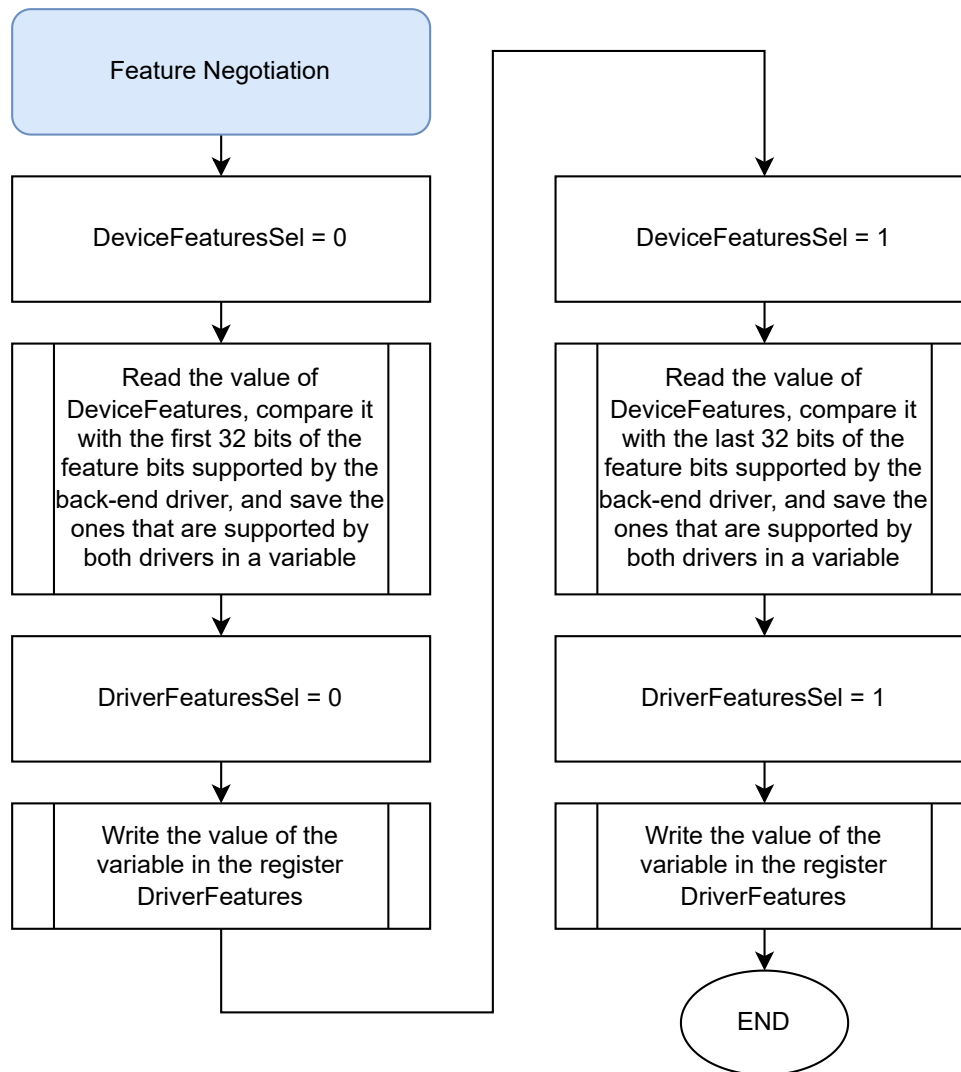 Feature Negotiation
DeviceFeaturesSel = 0
Read the value of
DeviceFeatures, compare it
with the first 32 bits of the
feature bits supported by the
back-end driver, and save the
ones that are supported by
both drivers in a variable
DriverFeaturesSel = 0
Write the value of the
variable in the register
DriverFeatures
DeviceFeaturesSel = 1
Read the value of
DeviceFeatures, compare it
with the last 32 bits of the
feature bits supported by the
back-end driver, and save the
ones that are supported by
both drivers in a variable
DriverFeaturesSel = 1
Write the value of the
variable in the register
DriverFeatures
END